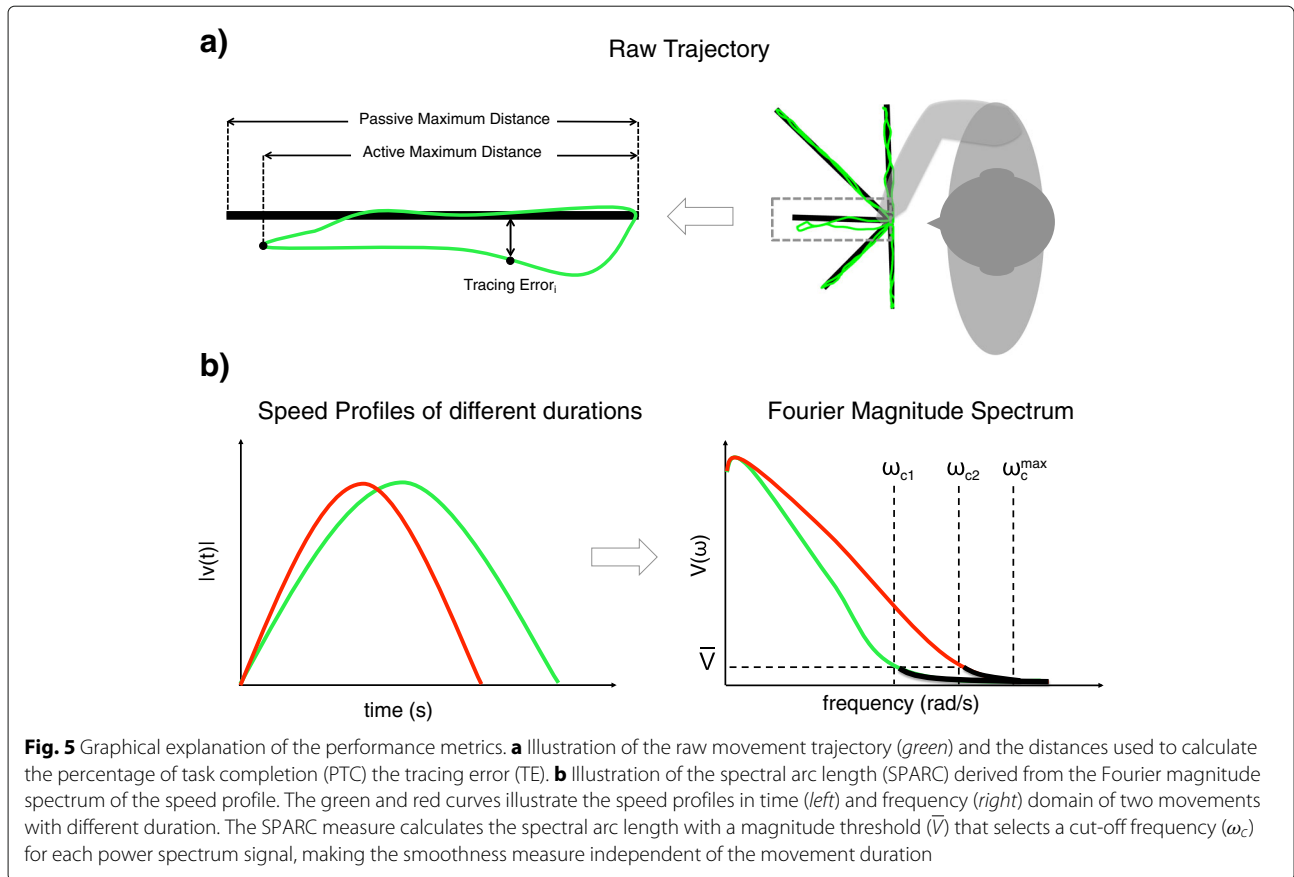 a)
Raw Trajectory
Passive Maximum Distance
Active Maximum Distance
Tracing Errorᵢ
b)
Speed Profiles of different durations
Fourier Magnitude Spectrum
|v(t)|
time (s)
V(ω)
V̅
ωc1
ωc2
ωc^max
frequency (rad/s)
Fig. 5 Graphical explanation of the performance metrics. a Illustration of the raw movement trajectory (green) and the distances used to calculate
the percentage of task completion (PTC) the tracing error (TE). b Illustration of the spectral arc length (SPARC) derived from the Fourier magnitude
spectrum of the speed profile. The green and red curves illustrate the speed profiles in time (left) and frequency (right) domain of two movements
with different duration. The SPARC measure calculates the spectral arc length with a magnitude threshold (V̅) that selects a cut-off frequency (ωc)
for each power spectrum signal, making the smoothness measure independent of the movement duration